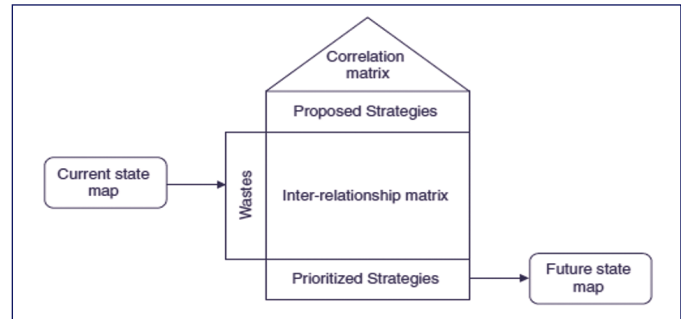 Correlation
matrix
Proposed Strategies
Current state
map
Wastes
Inter-relationship matrix
Prioritized Strategies
Future state
map